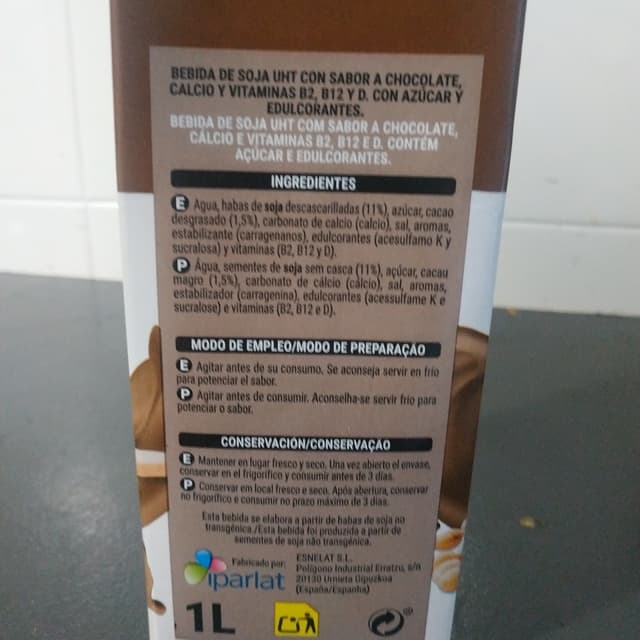 BEBIDA DE SOJA UHT CON SABOR A CHOCOLATE,
CALCIO Y VITAMINAS B2, B12 Y D. CON AZÚCAR Y
EDULCORANTES.
BEBIDA DE SOJA UHT COM SABOR A CHOCOLATE,
CÁLCIO E VITAMINAS B2, B12 E D. CONTÉM
AÇÚCAR E EDULCORANTES.
INGREDIENTES
E Agua, habas de soja descascarilladas (11%), azúcar, cacao
desgrasado (1,5%), carbonato de calcio (calcio), sal, aromas,
estabilizante (carragenanos), edulcorantes (acesulfamo K y
sucralosa) y vitaminas (B2, B12 y D).
P Água, sementes de soja sem casca (11%), açúcar, cacau
magro (1,5%), carbonato de cálcio (cálcio), sal, aromas,
estabilizador (carragenina), edulcorantes (acessulfame K e
sucralose) e vitaminas (B2, B12 e D).
MODO DE EMPLEO/MODO DE PREPARAÇÃO
E Agitar antes de su consumo. Se aconseja servir en frío
para potenciar el sabor.
P Agitar antes de consumir. Aconselha-se servir frio para
potenciar o sabor.
CONSERVACIÓN/CONSERVAÇÃO
E Mantener en lugar fresco y seco. Una vez abierto el envase,
conservar en el frigorífico y consumir antes de 3 días.
P Conservar em local fresco e seco. Após abertura, conservar
no frigorífico e consumir no prazo máximo de 3 dias.
Esta bebida se elabora a partir de habas de soja no
transgénica./Esta bebida foi produzida a partir de
sementes de soja não transgénica.
Fabricado por:
iparlat
ESNELAT S.L.
Polígono Industrial Erratzu, s/n
20130 Urnieta Gipuzkoa
(España/Espanha)
1L